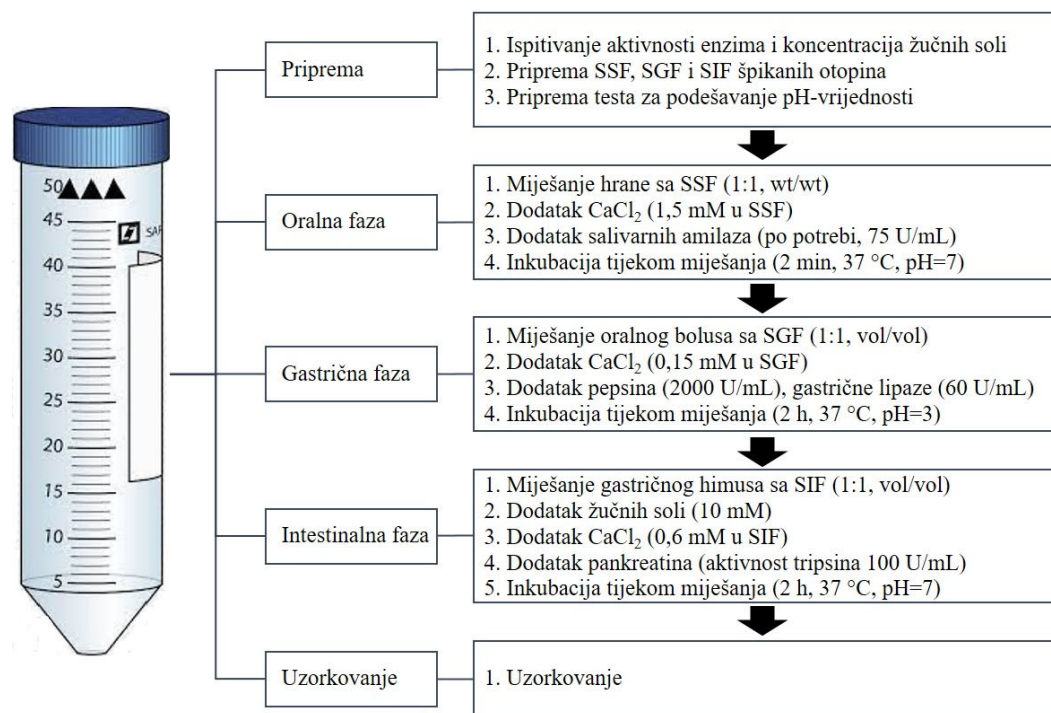 Priprema
1. Ispitivanje aktivnosti enzima i koncentracija žučnih soli
2. Priprema SSF, SGF i SIF špikanih otopina
3. Priprema testa za podešavanje pH-vrijednosti
50
45
SAR
40
35
30
25
20
15
10
5
Oralna faza
1. Miješanje hrane sa SSF (1:1, wt/wt)
2. Dodatak CaCl₂ (1,5 mM u SSF)
3. Dodatak salivarnih amilaza (po potrebi, 75 U/mL)
4. Inkubacija tijekom miješanja (2 min, 37 °C, pH=7)
Gastrična faza
1. Miješanje oralnog bolusa sa SGF (1:1, vol/vol)
2. Dodatak CaCl₂ (0,15 mM u SGF)
3. Dodatak pepsina (2000 U/mL), gastrične lipaze (60 U/mL)
4. Inkubacija tijekom miješanja (2 h, 37 °C, pH=3)
Intestinalna faza
1. Miješanje gastričnog himusa sa SIF (1:1, vol/vol)
2. Dodatak žučnih soli (10 mM)
3. Dodatak CaCl₂ (0,6 mM u SIF)
4. Dodatak pankreatina (aktivnost tripsina 100 U/mL)
5. Inkubacija tijekom miješanja (2 h, 37 °C, pH=7)
Uzorkovanje
1. Uzorkovanje